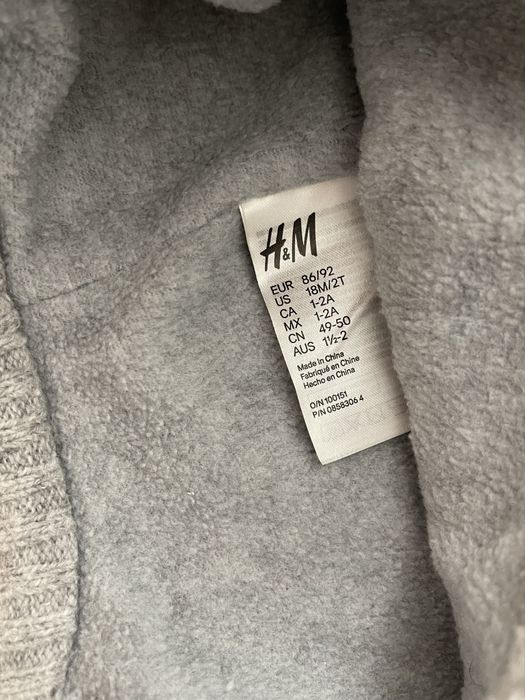 H&M
EUR 86/92
US 18M/2T
CA 1-2A
MX 1-2A
CN 49-50
AUS 1½-2
Made in China
Fabriqué en Chine
Hecho en China
O/N 100151
P/N 0858306 4